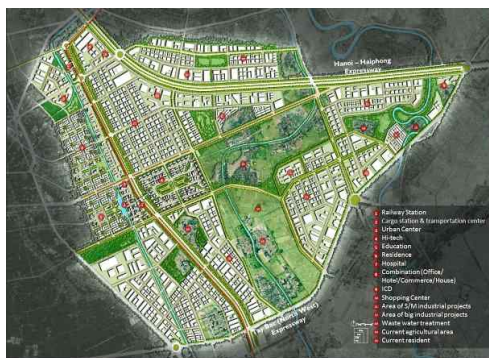 Hanoi – Haiphong
Expressway
Expressway
Railway Station
Cargo station & transportation center
Urban Center
Hi-tech
Education
Residence
Hospital
Combination (Office/
Hotel/Commerce/House)
ICD
Shopping Center
Area of S/M industrial projects
Area of big industrial projects
Waste water treatment
Current agricultural area
Current resident